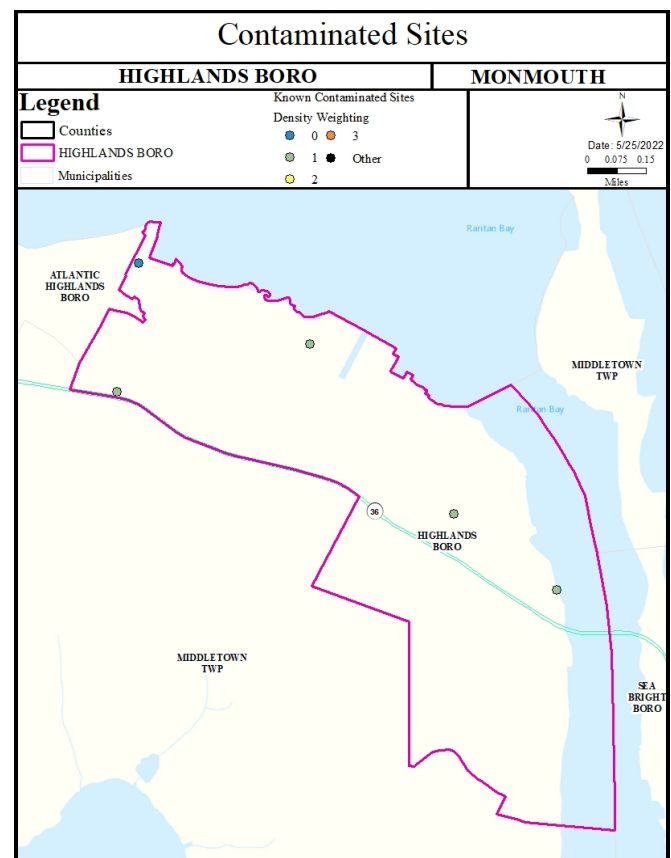 Contaminated Sites
HIGHLANDS BORO
MONMOUTH
Legend
Counties
HIGHLANDS BORO
Municipalities
Known Contaminated Sites
Density Weighting
0 3
1 Other
2
N
Date: 5/25/2022
0 0.075 0.15
Miles
Raritan Bay
ATLANTIC
HIGHLANDS
BORO
MIDDLETOWN
TWP
Raritan Bay
36
HIGHLANDS
BORO
MIDDLETOWN
TWP
SEA
BRIGHT
BORO